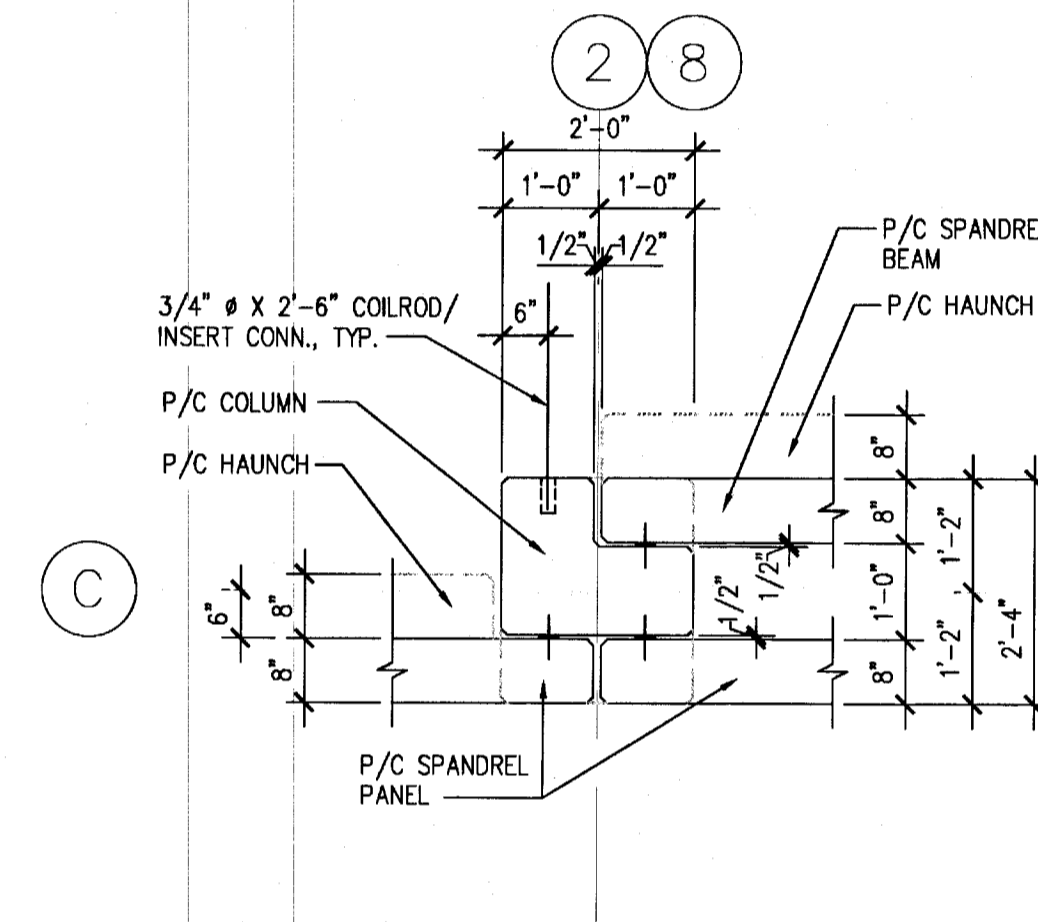 2 8
2'-0"
1'-0" 1'-0"
1/2" 1/2"
P/C SPANDRE
BEAM
3/4" ø X 2'-6" COILROD/
INSERT CONN., TYP.
6"
P/C HAUNCH
P/C COLUMN
P/C HAUNCH
8"
8"
1'-2"
1/2"
1'-0"
C
6"
8"
1/2"
2'-4"
8"
8"
1'-2"
P/C SPANDREL
PANEL